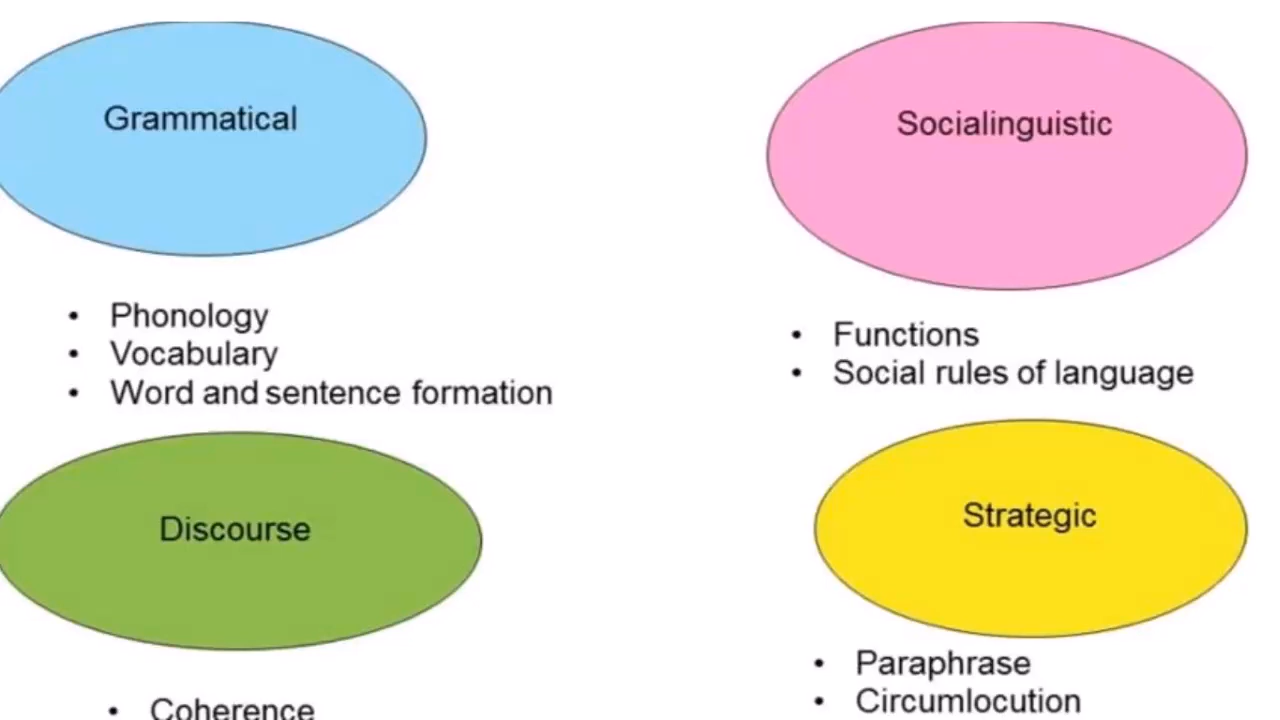 Grammatical
Socialinguistic
• Phonology
• Vocabulary
• Word and sentence formation
• Functions
• Social rules of language
Discourse
Strategic
• Coherence
• Paraphrase
• Circumlocution